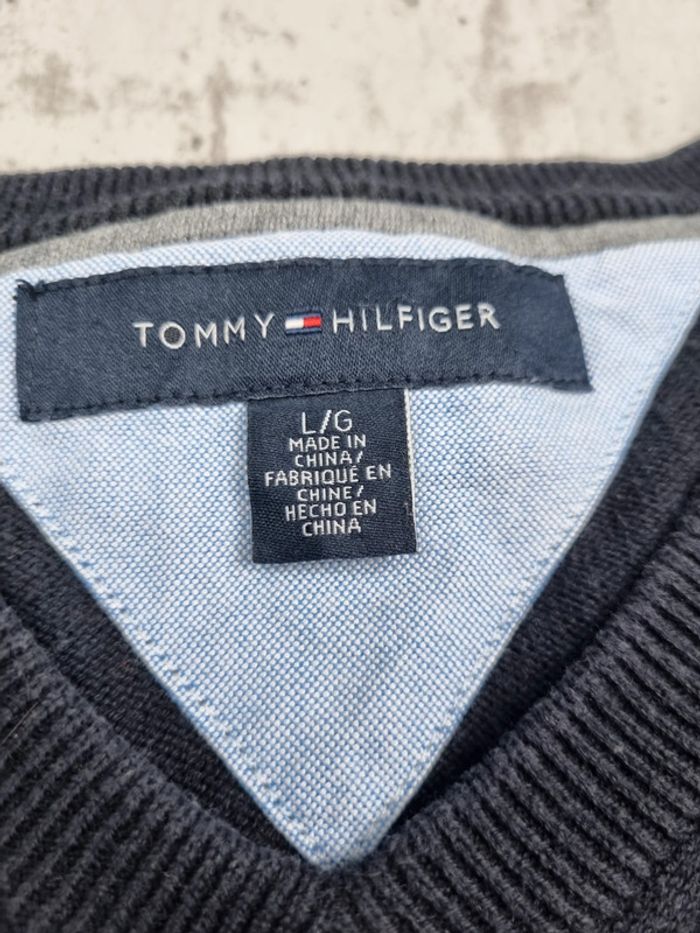 TOMMY HILFIGER
L/G
MADE IN
CHINA/
FABRIQUÉ EN
CHINE/
HECHO EN
CHINA